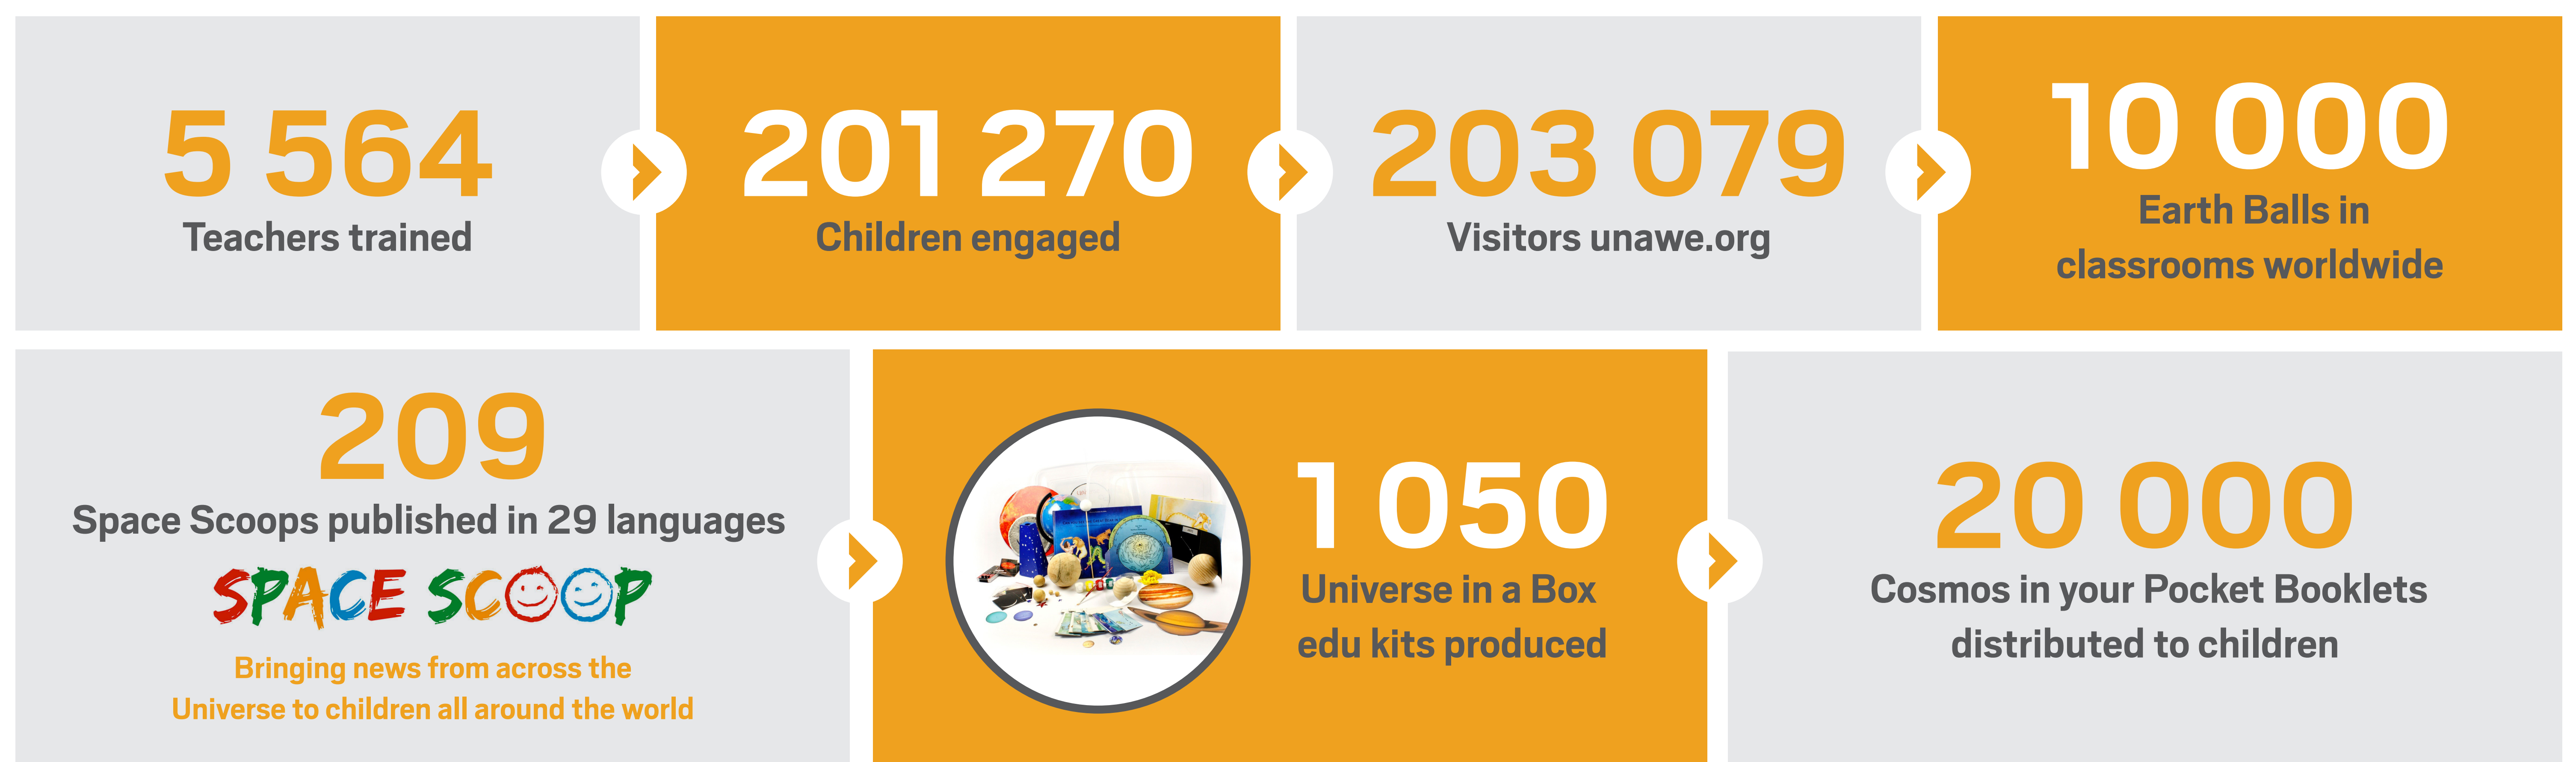 5 564
Teachers trained
201 270
Children engaged
203 079
Visitors unawe.org
10 000
Earth Balls in
classrooms worldwide
209
Space Scoops published in 29 languages
SPACE SCOOP
Bringing news from across the
Universe to children all around the world
1 050
Universe in a Box
edu kits produced
20 000
Cosmos in your Pocket Booklets
distributed to children